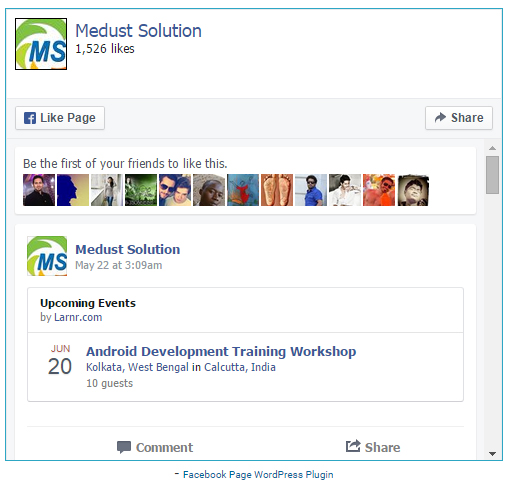 MS
Medust Solution
1,526 likes
Like Page
Share
Be the first of your friends to like this.
MS
Medust Solution
May 22 at 3:09am
Upcoming Events
by Larnr.com
JUN
20
Android Development Training Workshop
Kolkata, West Bengal in Calcutta, India
10 guests
Comment
Share
- Facebook Page WordPress Plugin